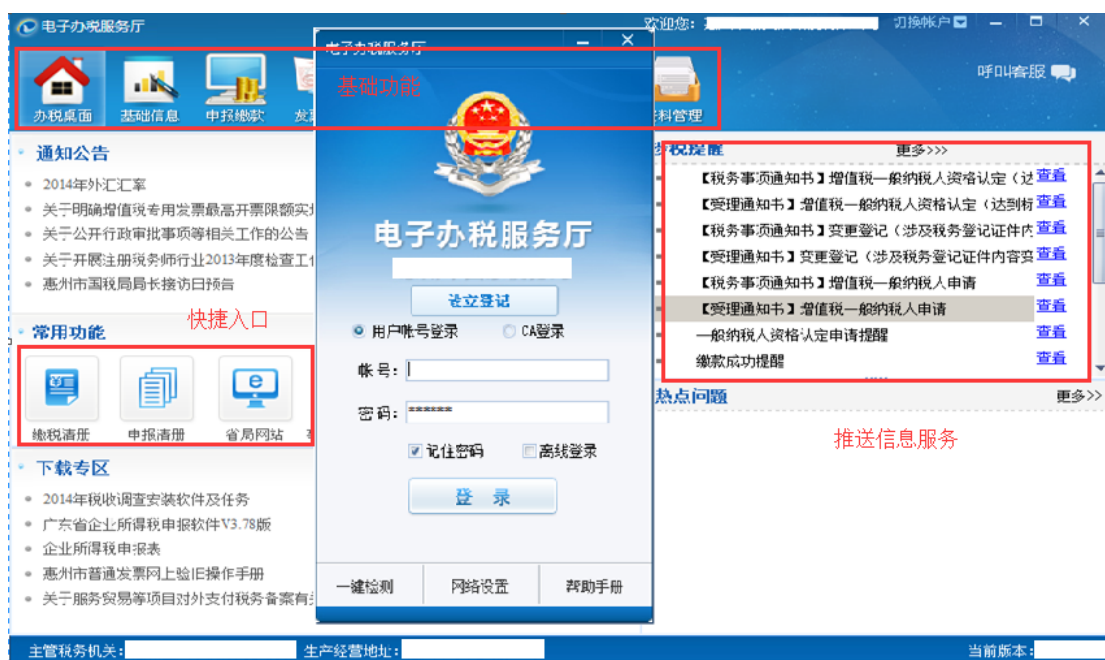 电子办税服务厅
欢迎您:
切换帐户
呼叫客服
办税桌面
基础信息
申报缴款
资料管理
基础功能
通知公告
2014年外汇汇率
关于明确增值税专用发票最高开票限额实
关于公开行政审批事项等相关工作的公告
关于开展注册税务师行业2013年度检查工
惠州市国税局局长接访日预告
常用功能
快捷入口
缴税清册
申报清册
省局网站
下载专区
2014年税收调查安装软件及任务
广东省企业所得税申报软件V3.78版
企业所得税申报表
惠州市普通发票网上验旧操作手册
关于服务贸易等项目对外支付税务备案有
电子办税服务厅
电子办税服务厅
设立登记
用户帐号登录
CA登录
帐号:
密码: ******
记住密码
离线登录
登 录
一键检测
网络设置
帮助手册
涉税提醒
更多>>>
【税务事项通知书】增值税一般纳税人资格认定（达 查看
【受理通知书】增值税一般纳税人资格认定（达到标 查看
【税务事项通知书】变更登记（涉及税务登记证件内 查看
【受理通知书】变更登记（涉及税务登记证件内容变 查看
【税务事项通知书】增值税一般纳税人申请 查看
【受理通知书】增值税一般纳税人申请 查看
一般纳税人资格认定申请提醒 查看
缴款成功提醒 查看
热点问题
更多>>
推送信息服务
主管税务机关:
生产经营地址:
当前版本: